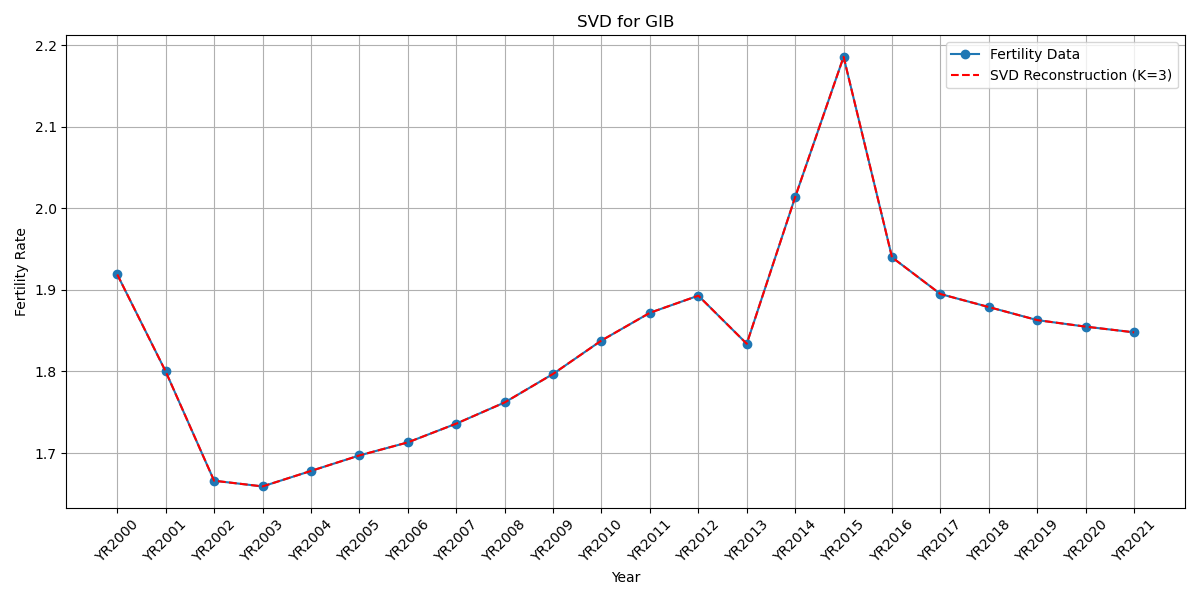 SVD for GIB
Fertility Data
SVD Reconstruction (K=3)
Fertility Rate
2.2
2.1
2.0
1.9
1.8
1.7
YR2000
YR2001
YR2002
YR2003
YR2004
YR2005
YR2006
YR2007
YR2008
YR2009
YR2010
YR2011
YR2012
YR2013
YR2014
YR2015
YR2016
YR2017
YR2018
YR2019
YR2020
YR2021
Year